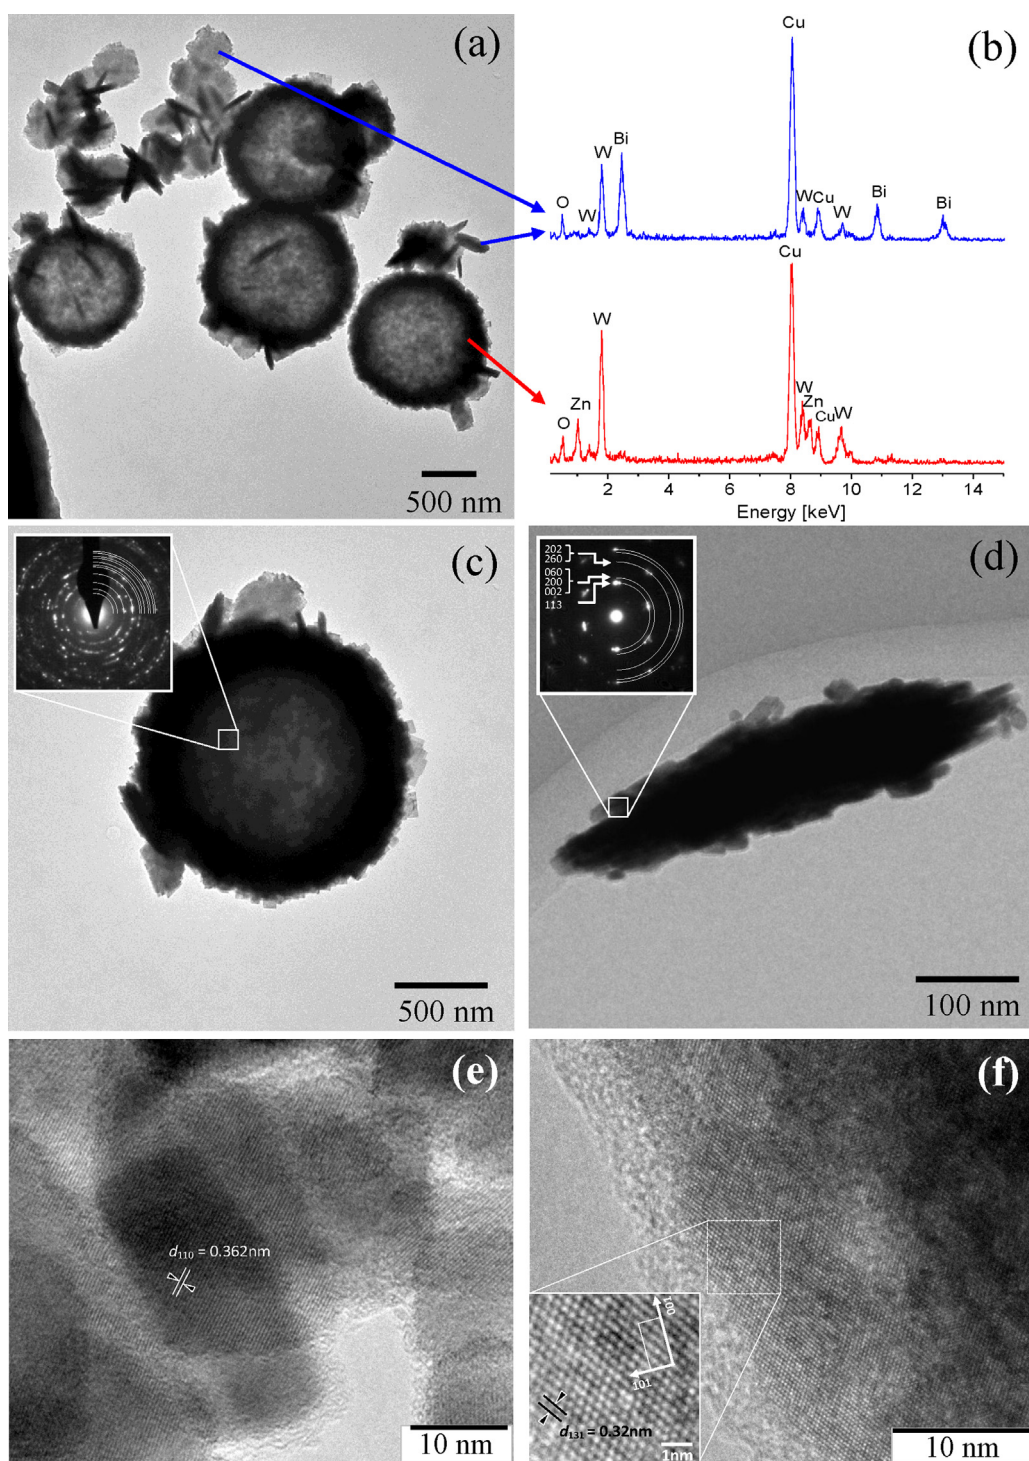 (a)
500 nm
(b)
Cu
W
Bi
O
W
W
Cu
W
Bi
Bi
Cu
W
Zn
O
W
Zn
Cu
W
2 4 6 8 10 12 14
Energy [keV]
(c)
500 nm
(d)
202
260
060
200
002
113
100 nm
(e)
d110 = 0.362nm
10 nm
(f)
100
101
d131 = 0.32nm
1nm
10 nm